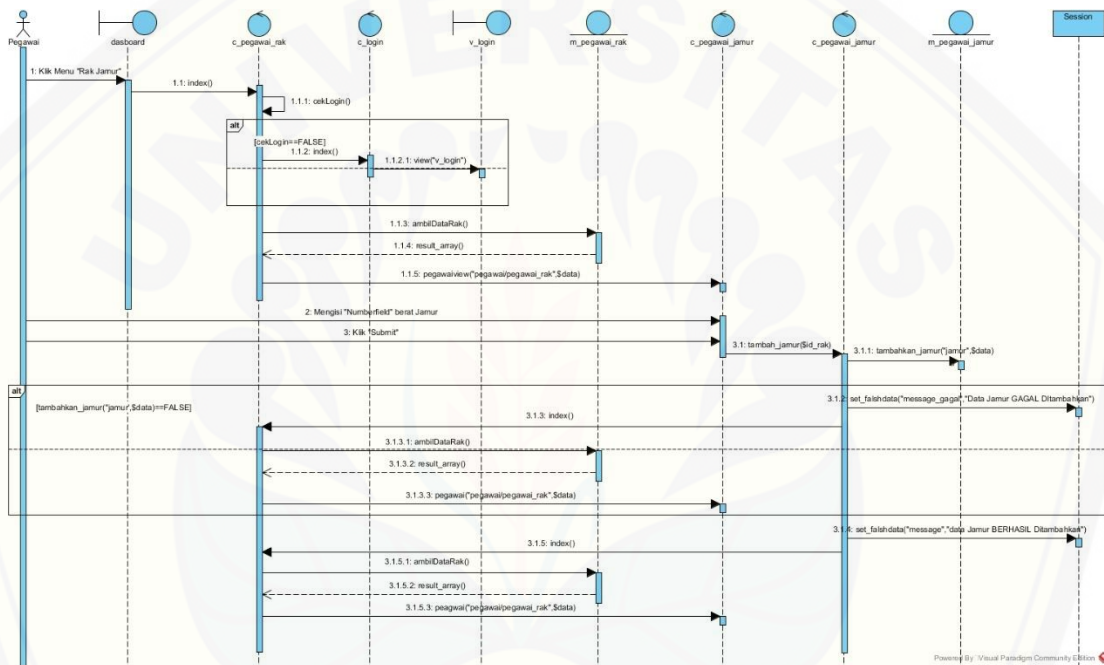 UNIVERSITAS
Pegawai
dasboard
c_pegawai_rak
c_login
v_login
m_pegawai_rak
c_pegawai_jamur
c_pegawai_jamur
m_pegawai_jamur
Session
1: Klik Menu "Rak Jamur"
1.1: index()
1.1.1: cekLogin()
alt
[cekLogin==FALSE]
1.1.2: index()
1.1.2.1: view("v_login")
1.1.3: ambilDataRak()
1.1.4: result_array()
1.1.5: pegawaiview("pegawai/pegawai_rak",$data)
2: Mengisi "Numberfield" berat Jamur
3: Klik "Submit"
3.1: tambah_jamur($id_rak)
3.1.1: tambahkan_jamur("jamur",$data)
alt
[tambahkan_jamur("jamur",$data)==FALSE]
3.1.2: set_falshdata("message_gagal","Data Jamur GAGAL DItambahkan")
3.1.3: index()
3.1.3.1: ambilDataRak()
3.1.3.2: result_array()
3.1.3.3: pegawai("pegawai/pegawai_rak",$data)
3.1.4: set_falshdata("message","data Jamur BERHASIL Ditambahkan")
3.1.5: index()
3.1.5.1: ambilDataRak()
3.1.5.2: result_array()
3.1.5.3: peagwai("pegawai/pegawai_rak",$data)
Powered By Visual Paradigm Community Edition